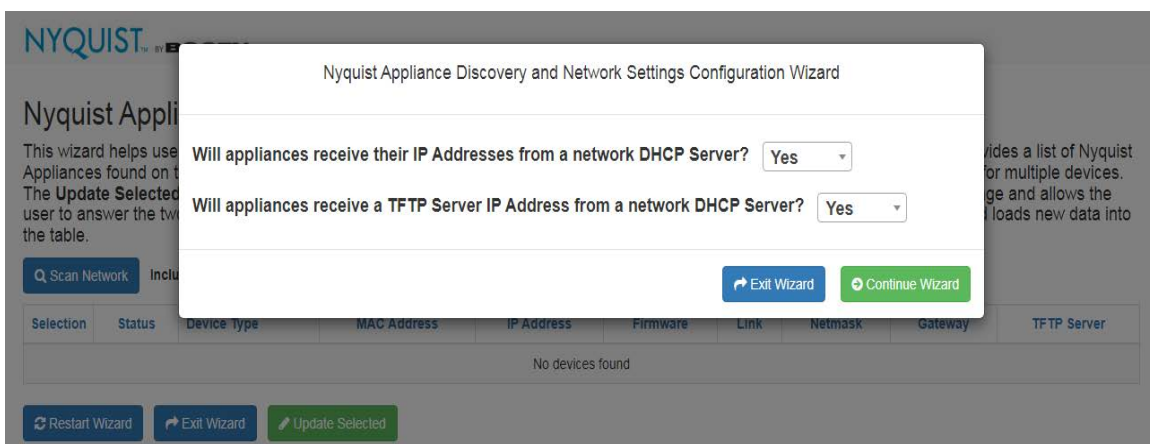 NYQUIST™ BY
Nyquist Appliance Discovery and Network Settings Configuration Wizard
Will appliances receive their IP Addresses from a network DHCP Server? Yes
Will appliances receive a TFTP Server IP Address from a network DHCP Server? Yes
Exit Wizard Continue Wizard
Nyquist Appli
This wizard helps use vides a list of Nyquist
Appliances found on t for multiple devices.
The Update Selected ge and allows the
user to answer the tw loads new data into
the table.
Scan Network Inclu
Selection Status Device Type MAC Address IP Address Firmware Link Netmask Gateway TFTP Server
No devices found
Restart Wizard Exit Wizard Update Selected